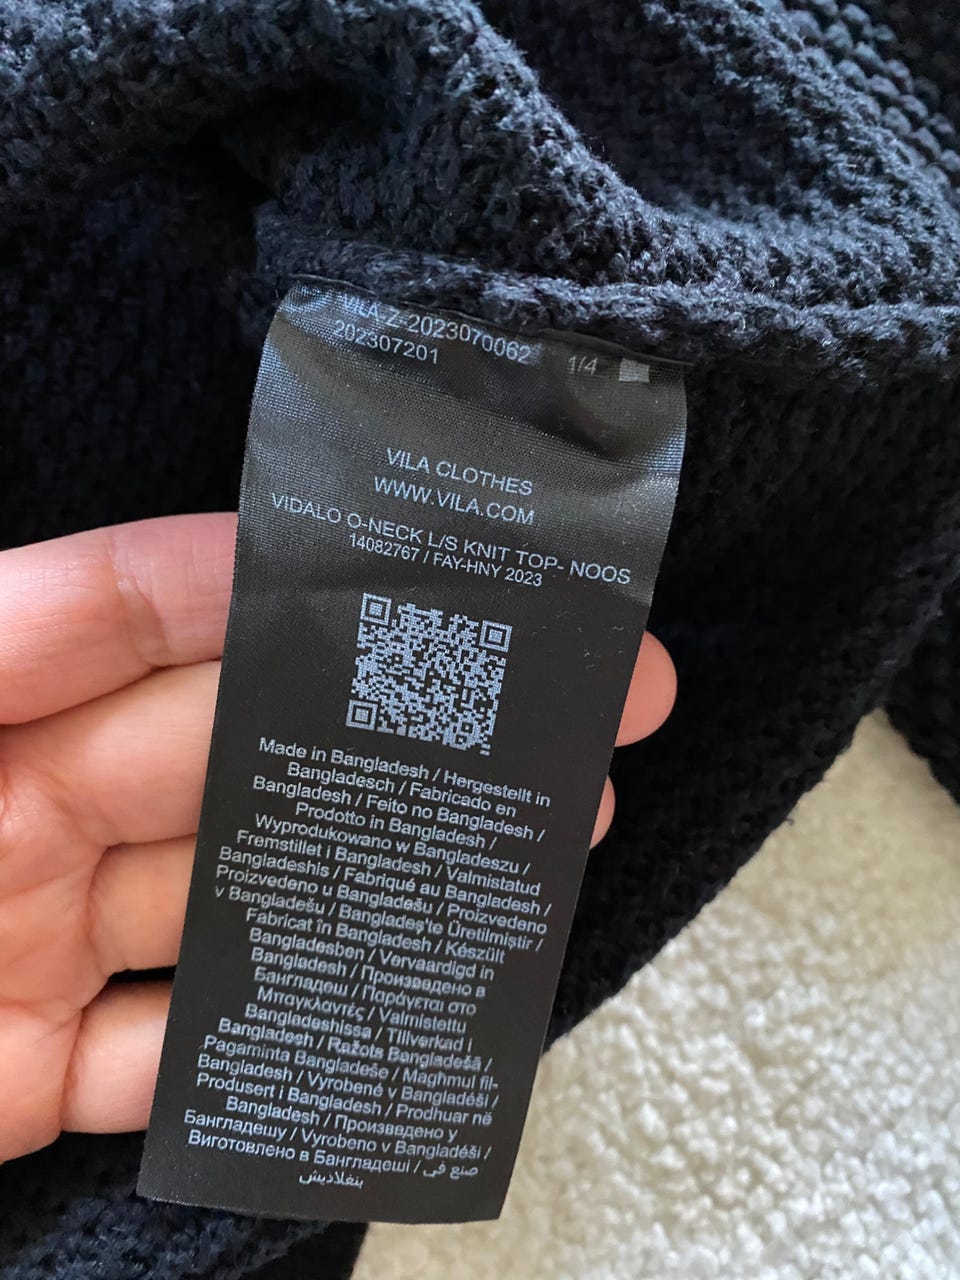 VILA-Z-2023070062
202307201
1/4
VILA CLOTHES
WWW.VILA.COM
VIDALO O-NECK L/S KNIT TOP- NOOS
14082767 / FAY-HNY 2023
Made in Bangladesh / Hergestellt in
Bangladesch / Fabricado en
Bangladesh / Feito no Bangladesh /
Prodotto in Bangladesh /
Wyprodukowano w Bangladeszu /
Fremstillet i Bangladesh / Valmistatud
Bangladeshis / Fabriqué au Bangladesh /
Proizvedeno u Bangladešu / Proizvedeno
v Bangladešu / Bangladeş'te Üretilmiştir /
Fabricat în Bangladesh / Készült
Bangladesben / Vervaardigd in
Bangladesh / Произведено в
Бангладеш / Παράγεται στο
Μπαγκλαντές / Valmistettu
Bangladeshissa / Tillverkad i
Bangladesh / Ražots Bangladešā /
Pagaminta Bangladeše / Maghmul fil-
Bangladesh / Vyrobené v Bangladéši /
Produsert i Bangladesh / Prodhuar në
Bangladesh / Произведено у
Бангладешу / Vyrobeno v Bangladéši /
Виготовлено в Бангладеші / صنع في
بنغلاديش